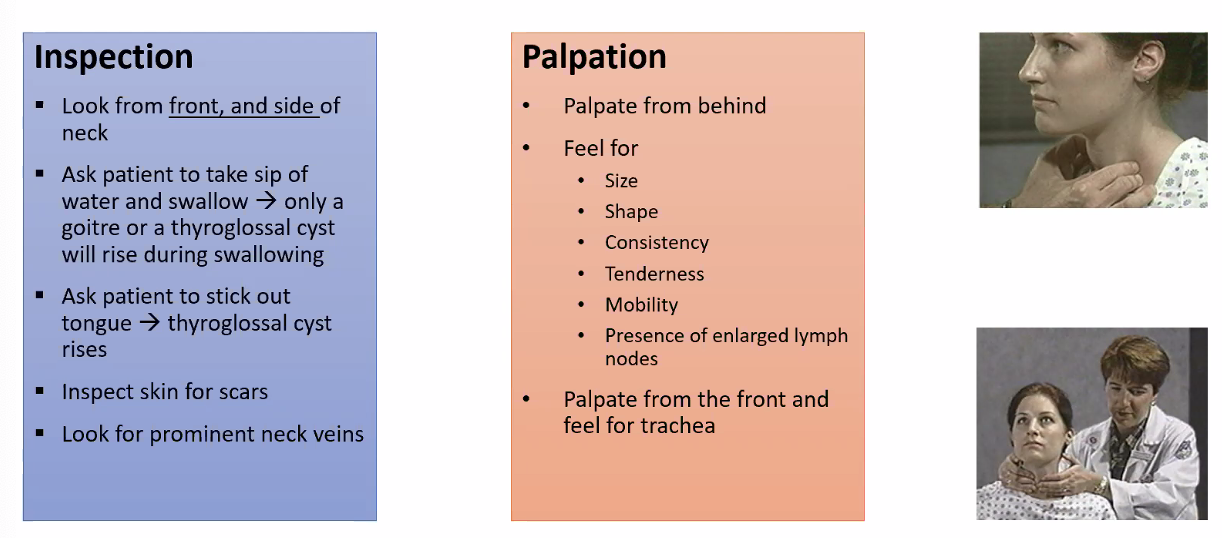 Inspection
▪ Look from front, and side of
neck
▪ Ask patient to take sip of
water and swallow → only a
goitre or a thyroglossal cyst
will rise during swallowing
▪ Ask patient to stick out
tongue → thyroglossal cyst
rises
▪ Inspect skin for scars
▪ Look for prominent neck veins
Palpation
• Palpate from behind
• Feel for
• Size
• Shape
• Consistency
• Tenderness
• Mobility
• Presence of enlarged lymph
nodes
• Palpate from the front and
feel for trachea